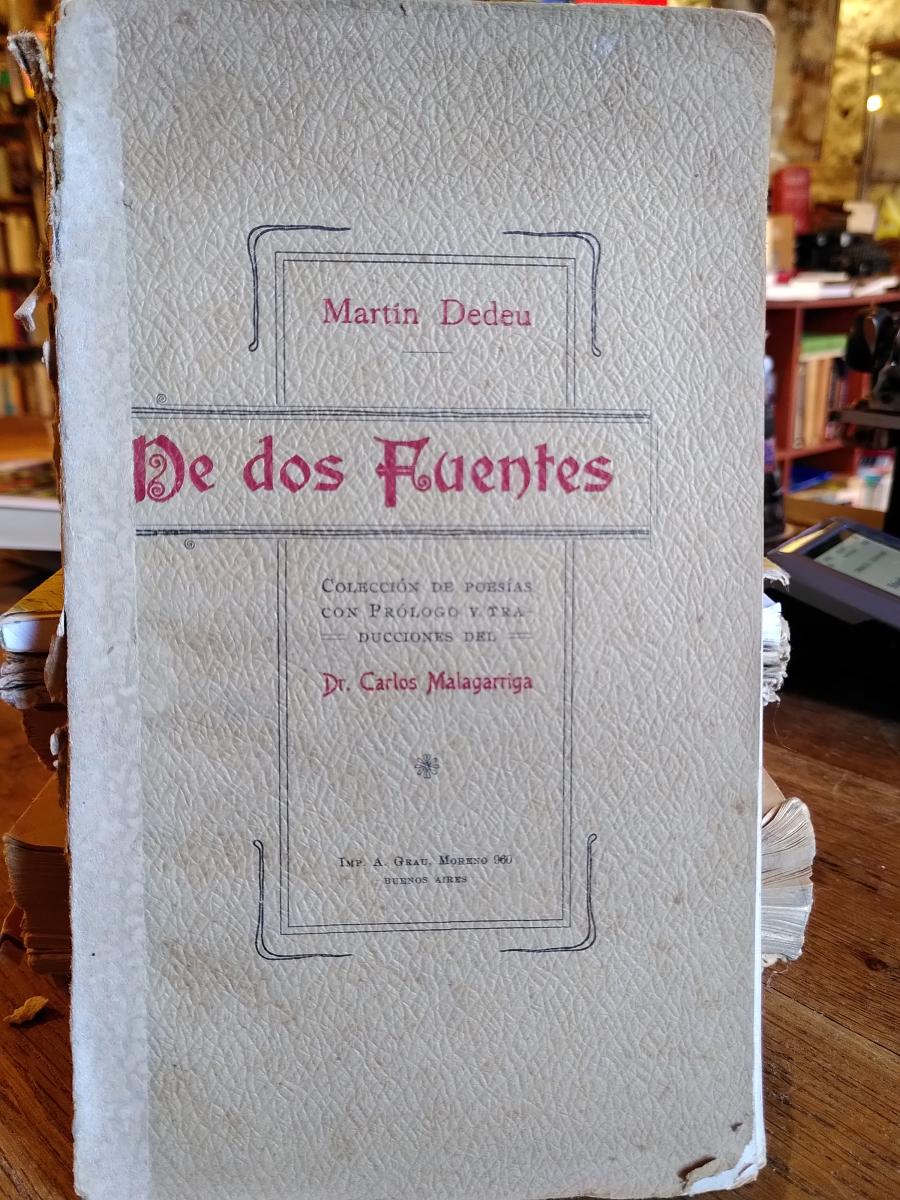 Martín Dedeu
De dos Fuentes
COLECCIÓN DE POESÍAS
CON PRÓLOGO Y TRA-
DUCCIONES DEL
Dr. Carlos Malagarriga
IMP. A. GRAU, MORENO 960
BUENOS AIRES